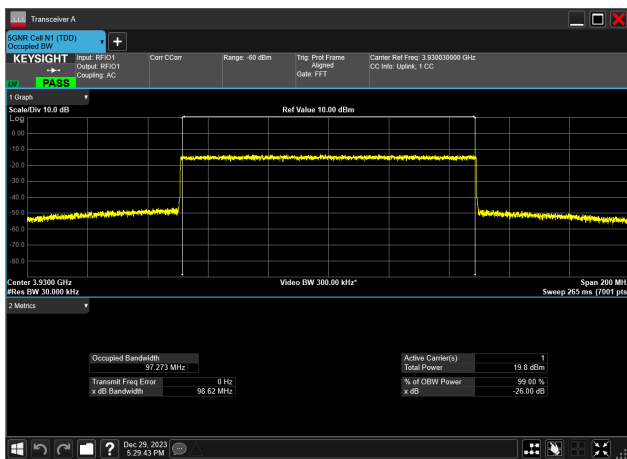 Transceiver A
5GNR Cell N1 (TDD)
Occupied BW
KEYSIGHT
LXI
PASS
Input: RFIO1
Output: RFIO1
Coupling: AC
Corr CCorr
Range: -60 dBm
Trig: Prot Frame
Aligned
Gate: FFT
Carrier Ref Freq: 3.930030000 GHz
CC Info: Uplink, 1 CC
1 Graph
Scale/Div 10.0 dB
Ref Value 10.00 dBm
Log
0.00
-10.0
-20.0
-30.0
-40.0
-50.0
-60.0
-70.0
-80.0
Center 3.9300 GHz
Video BW 300.00 kHz*
Span 200 MH
#Res BW 30.000 kHz
Sweep 265 ms (7001 pts
2 Metrics
Occupied Bandwidth
97.273 MHz
Active Carrier(s) 1
Total Power 19.8 dBm
Transmit Freq Error 0 Hz
x dB Bandwidth 98.62 MHz
% of OBW Power 99.00 %
x dB -26.00 dB
?
Dec 29, 2023
5:29:43 PM